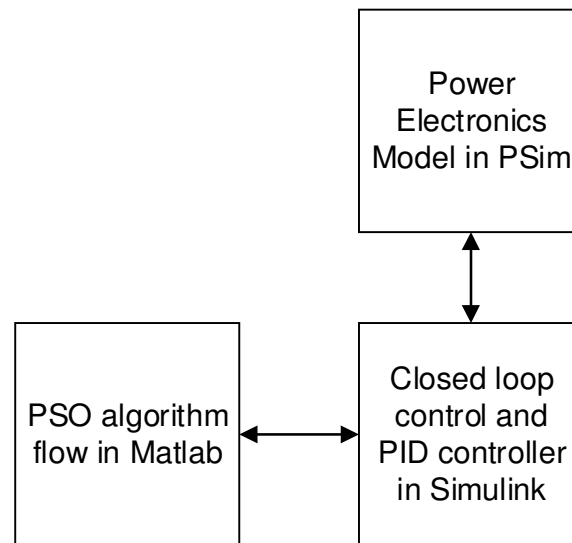 Power
Electronics
Model in PSim
PSO algorithm
flow in Matlab
Closed loop
control and
PID controller
in Simulink